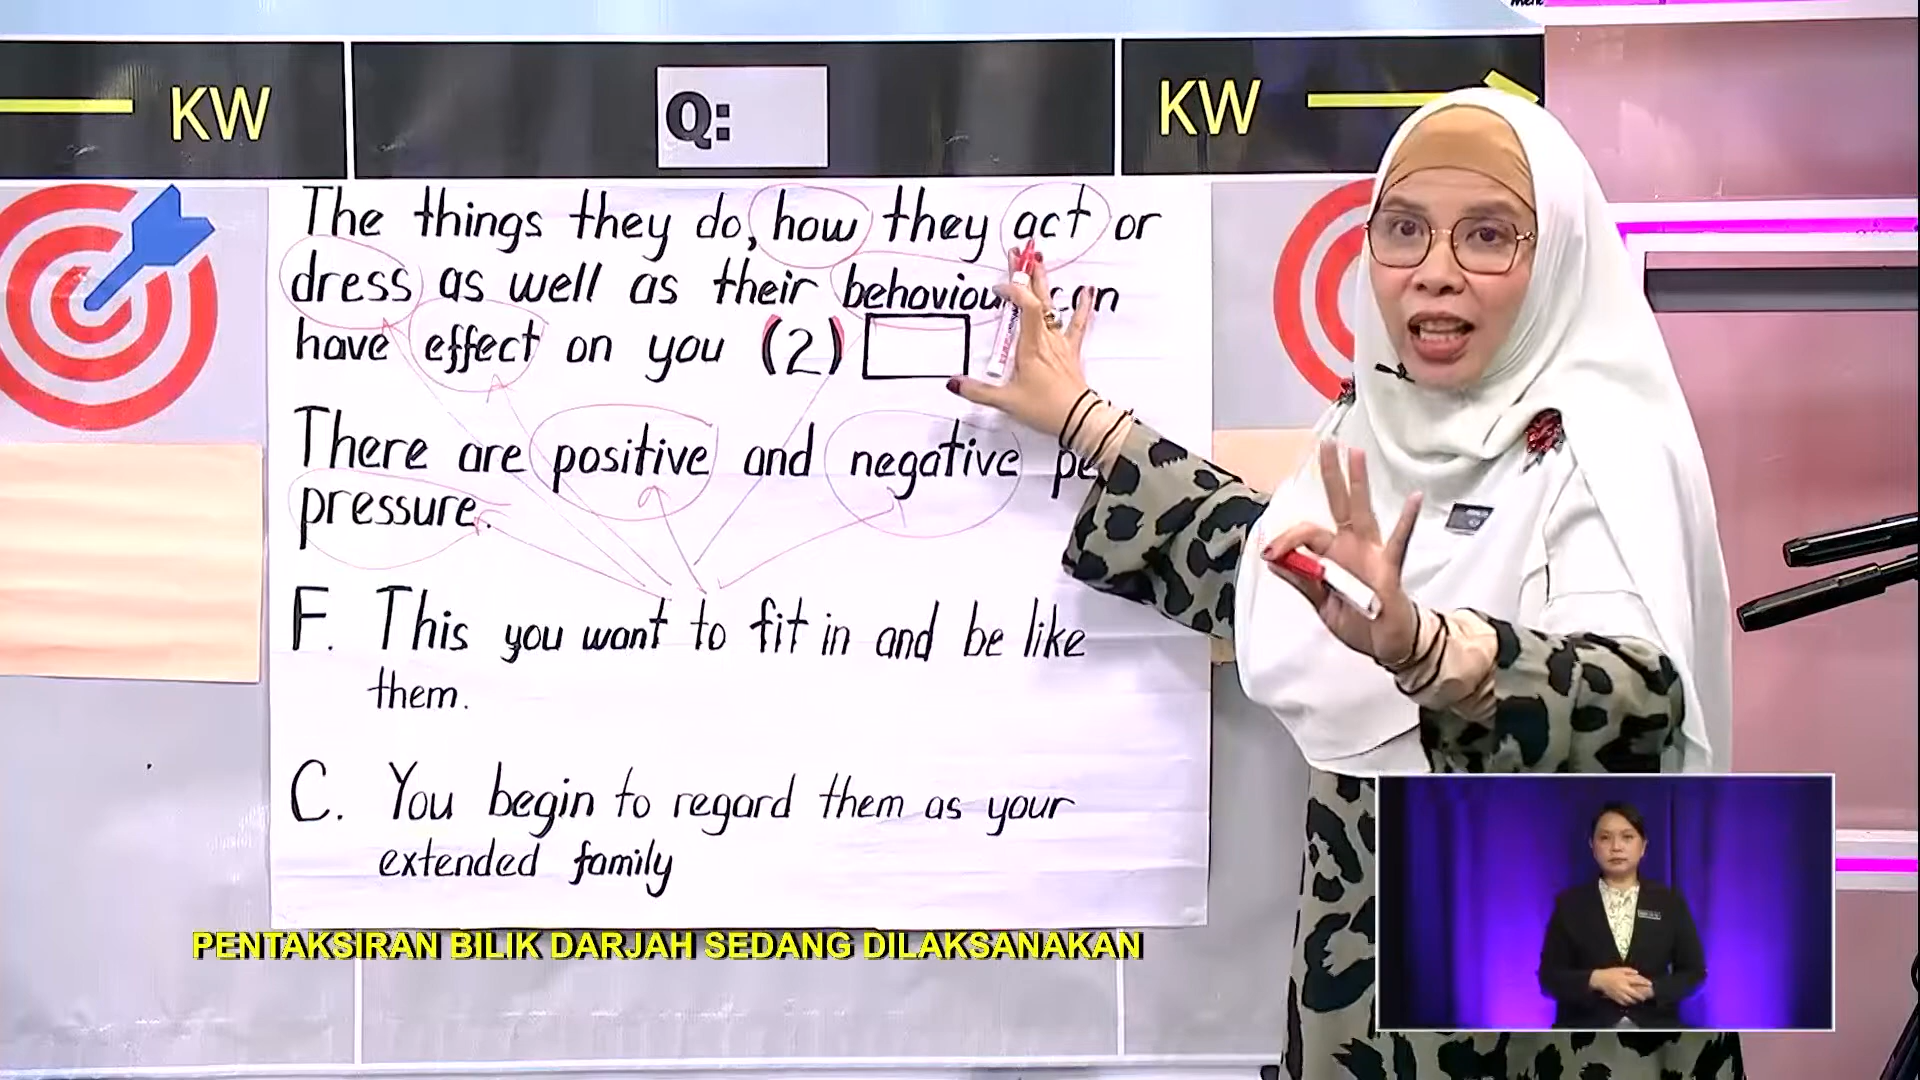 KW
Q:
KW
The things they do, how they act or
dress as well as their behaviour can
have effect on you (2)
There are positive and negative
pressure.
F. This you want to fit in and be like
them.
C. You begin to regard them as your
extended family
PENTAKSIRAN BILIK DARJAH SEDANG DILAKSANAKAN